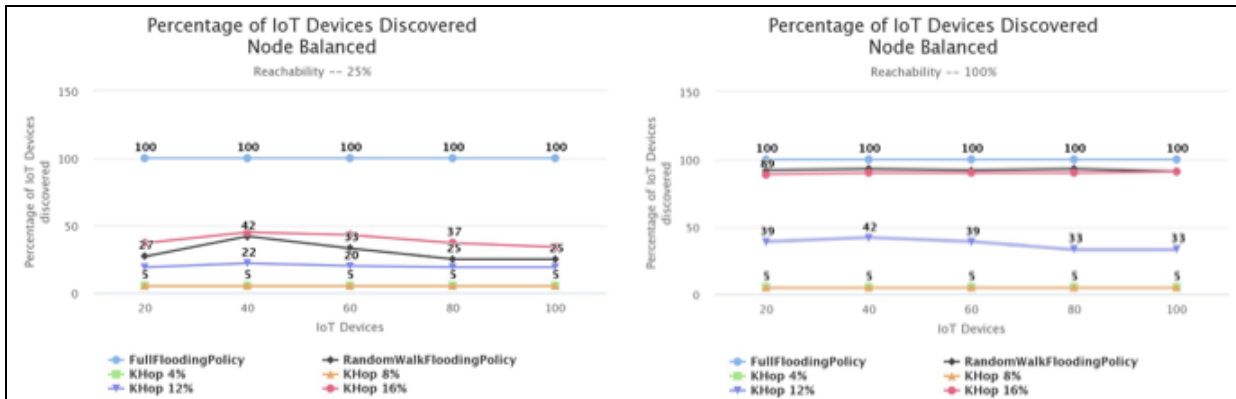 Percentage of IoT Devices Discovered
Node Balanced
Reachability -- 25%
Percentage of IoT Devices
discovered
150
100
50
0
100 100 100 100 100
27 42 33 37 25 25
22 20
5 5 5 5 5
20 40 60 80 100
IoT Devices
FullFloodingPolicy RandomWalkFloodingPolicy
KHop 4% KHop 8%
KHop 12% KHop 16%
Percentage of IoT Devices Discovered
Node Balanced
Reachability -- 100%
Percentage of IoT Devices
discovered
150
100
50
0
100 100 100 100 100
89
39 42 39 33 33
5 5 5 5 5
20 40 60 80 100
IoT Devices
FullFloodingPolicy RandomWalkFloodingPolicy
KHop 4% KHop 8%
KHop 12% KHop 16%